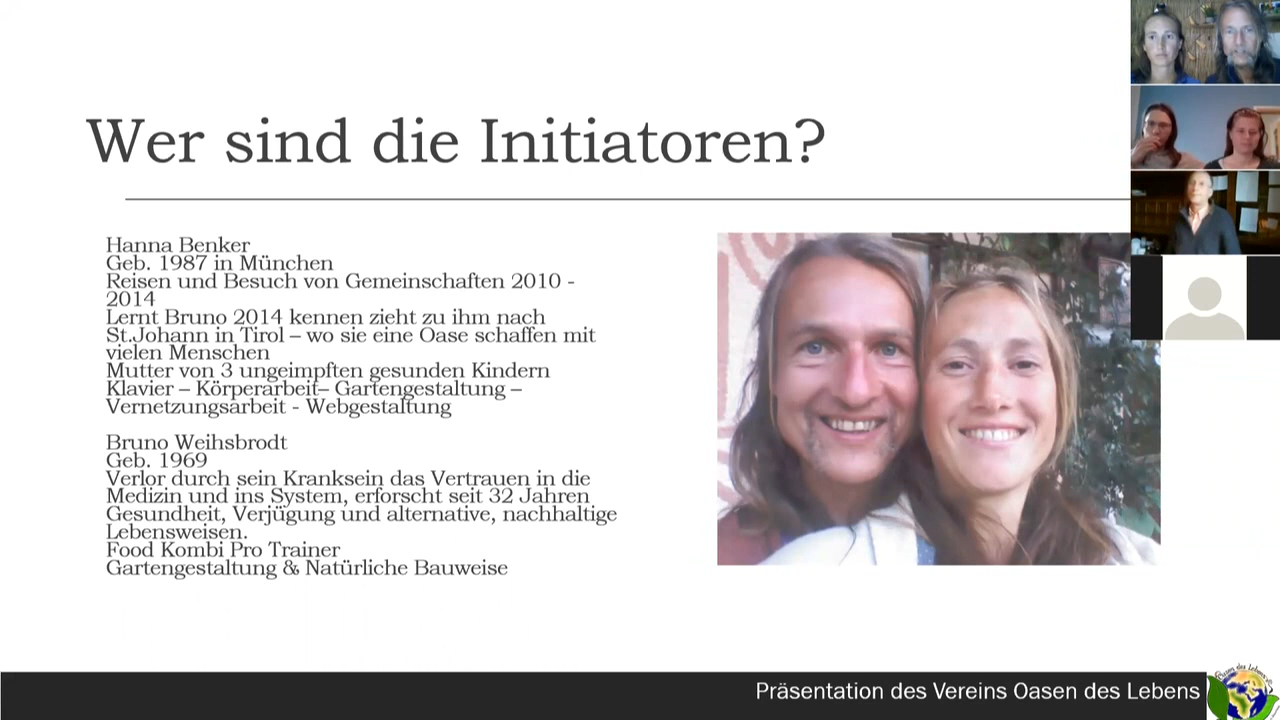 Wer sind die Initiatoren?
Hanna Benker
Geb. 1987 in München
Reisen und Besuch von Gemeinschaften 2010 -
2014
Lernt Bruno 2014 kennen zieht zu ihm nach
St.Johann in Tirol – wo sie eine Oase schaffen mit
vielen Menschen
Mutter von 3 ungeimpften gesunden Kindern
Klavier – Körperarbeit– Gartengestaltung –
Vernetzungsarbeit - Webgestaltung
Bruno Weihsbrodt
Geb. 1969
Verlor durch sein Kranksein das Vertrauen in die
Medizin und ins System, erforscht seit 32 Jahren
Gesundheit, Verjügung und alternative, nachhaltige
Lebensweisen.
Food Kombi Pro Trainer
Gartengestaltung & Natürliche Bauweise
Präsentation des Vereins Oasen des Lebens
Oasen des Lebens